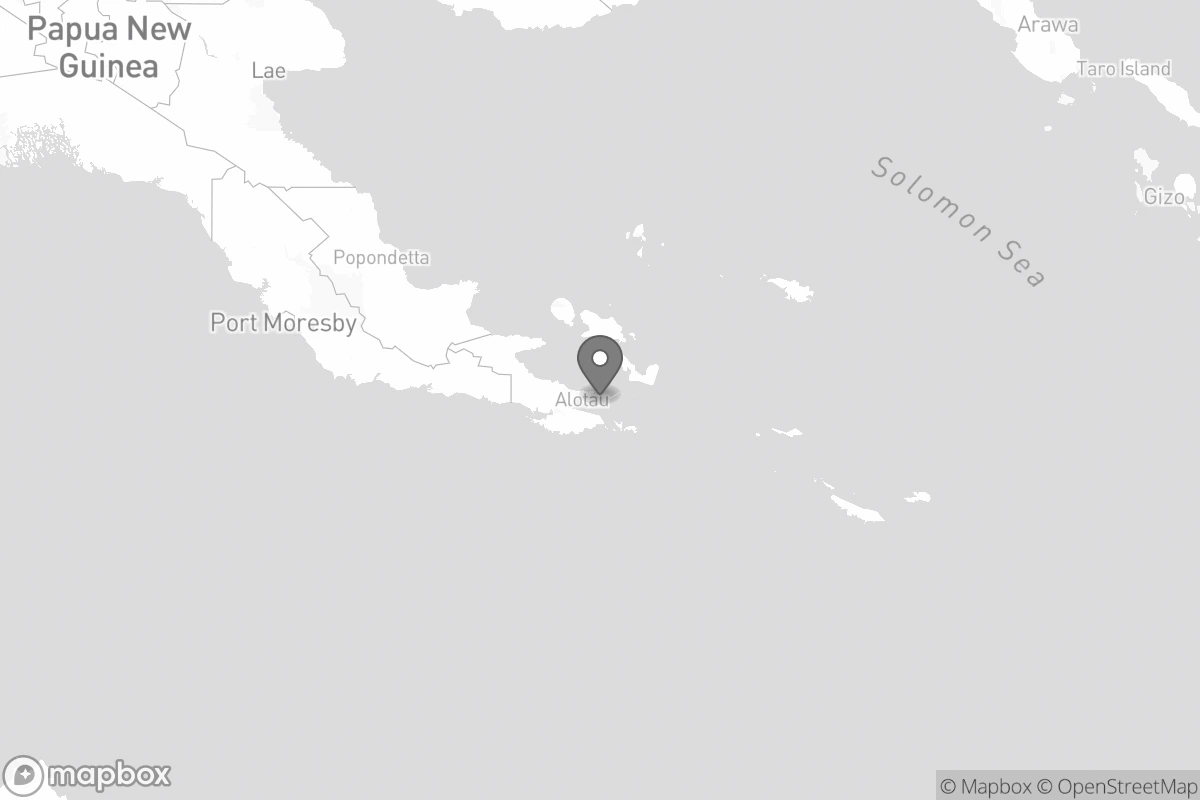 Papua New
Guinea
Lae
Arawa
Taro Island
Solomon Sea
Gizo
Popondetta
Port Moresby
Alotau
mapbox
© Mapbox © OpenStreetMap